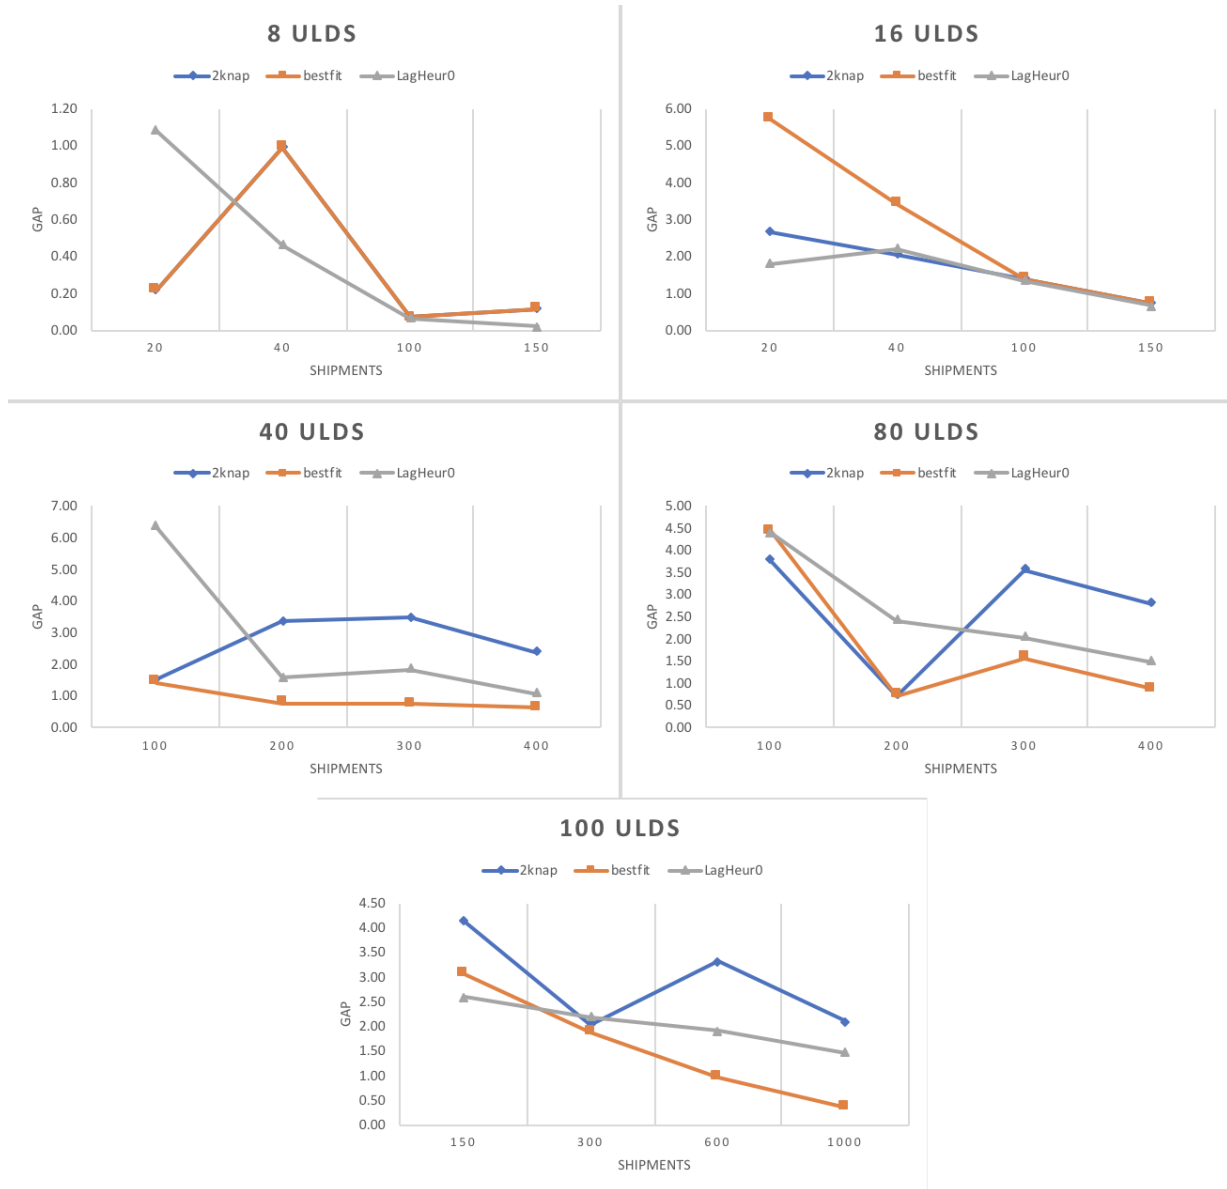 8 ULDS
2knap bestfit LagHeur0
1.20
1.00
0.80
0.60
0.40
0.20
0.00
GAP
20 40 100 150
SHIPMENTS
16 ULDS
2knap bestfit LagHeur0
6.00
5.00
4.00
3.00
2.00
1.00
0.00
GAP
20 40 100 150
SHIPMENTS
40 ULDS
2knap bestfit LagHeur0
7.00
6.00
5.00
4.00
3.00
2.00
1.00
0.00
GAP
100 200 300 400
SHIPMENTS
80 ULDS
2knap bestfit LagHeur0
5.00
4.50
4.00
3.50
3.00
2.50
2.00
1.50
1.00
0.50
0.00
GAP
100 200 300 400
SHIPMENTS
100 ULDS
2knap bestfit LagHeur0
4.50
4.00
3.50
3.00
2.50
2.00
1.50
1.00
0.50
0.00
GAP
150 300 600 1000
SHIPMENTS